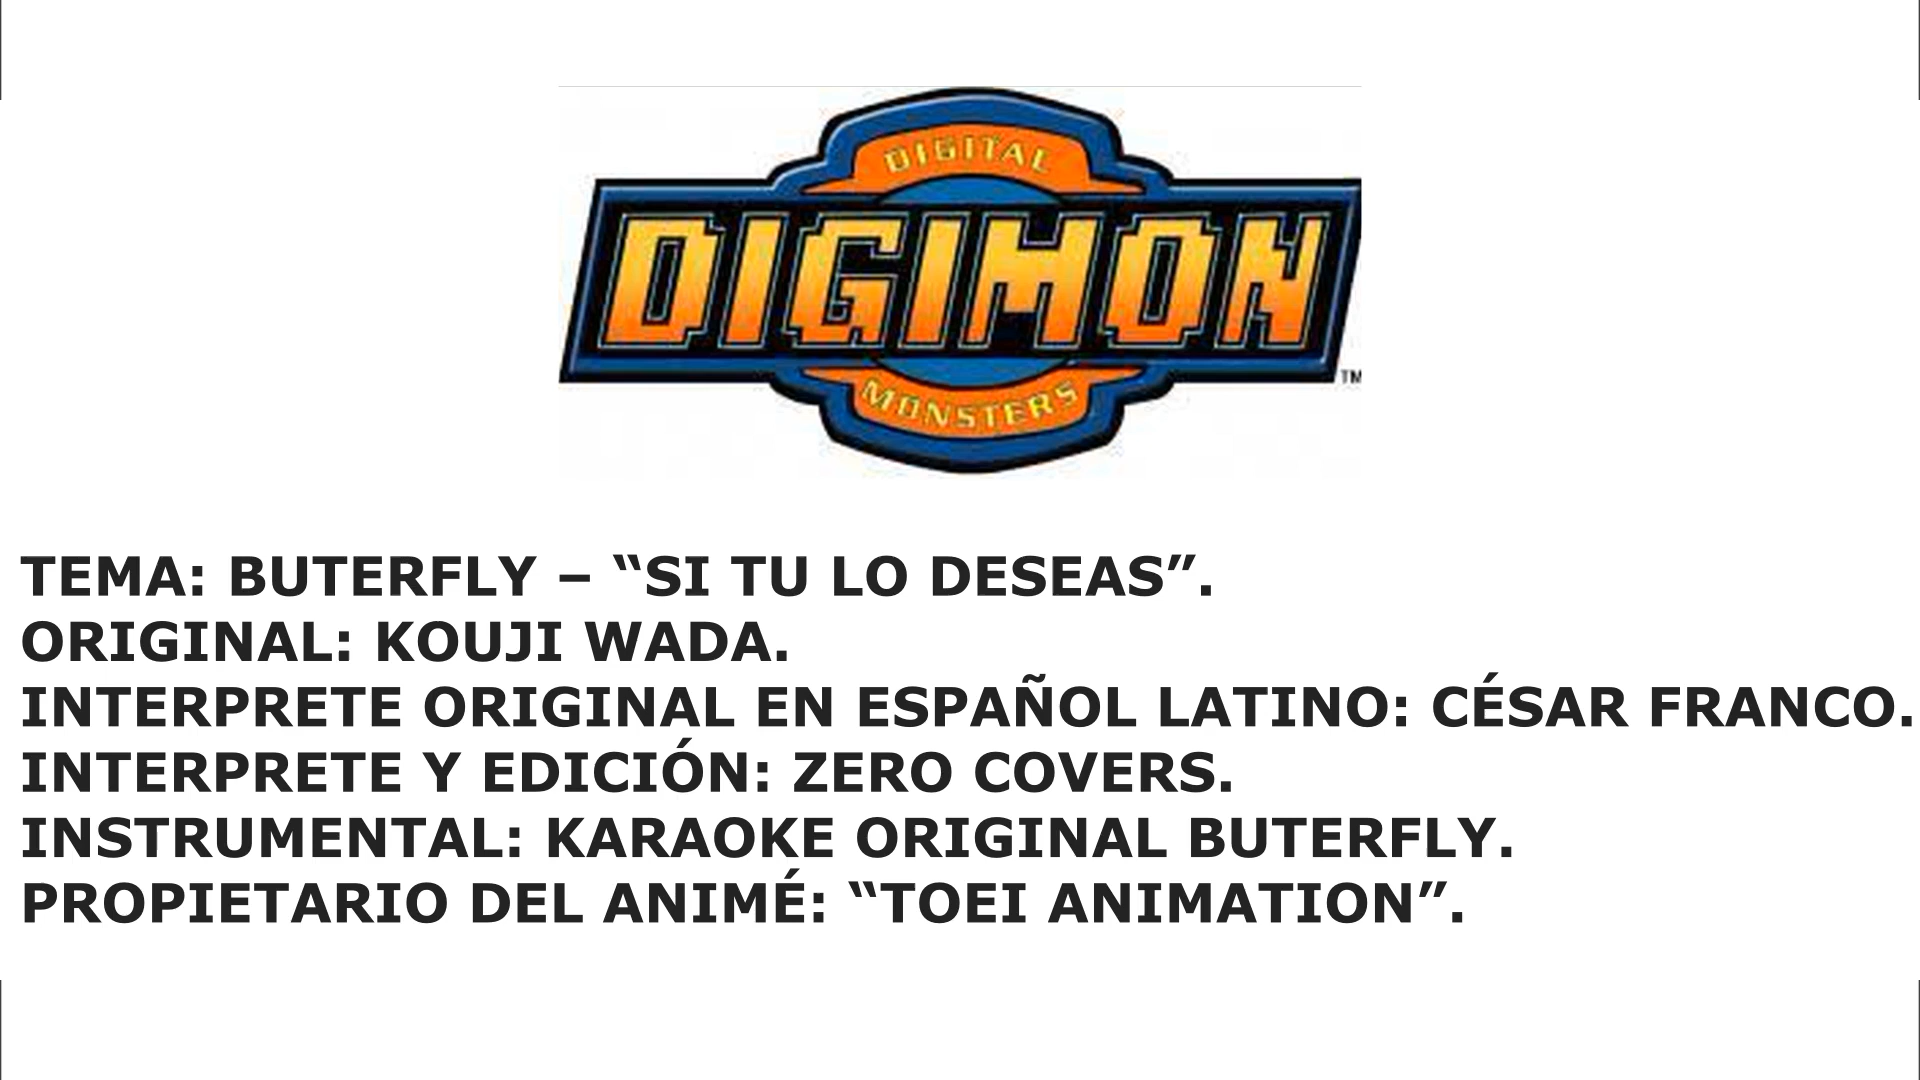 DIGITAL
DIGIMON
TM
MONSTERS
TEMA: BUTERFLY – “SI TU LO DESEAS”.
ORIGINAL: KOUJI WADA.
INTERPRETE ORIGINAL EN ESPAÑOL LATINO: CÉSAR FRANCO.
INTERPRETE Y EDICIÓN: ZERO COVERS.
INSTRUMENTAL: KARAOKE ORIGINAL BUTERFLY.
PROPIETARIO DEL ANIMÉ: “TOEI ANIMATION”.